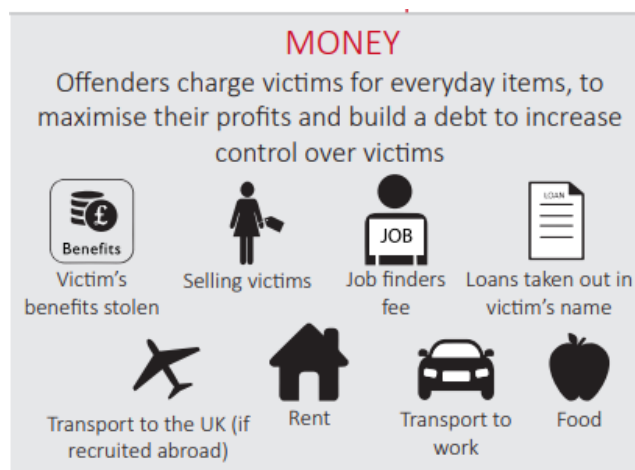 MONEY
Offenders charge victims for everyday items, to
maximise their profits and build a debt to increase
control over victims
£
Benefits
JOB
LOAN
Victim's
benefits stolen
Selling victims
Job finders
fee
Loans taken out in
victim's name
Transport to the UK (if
recruited abroad)
Rent
Transport to
work
Food